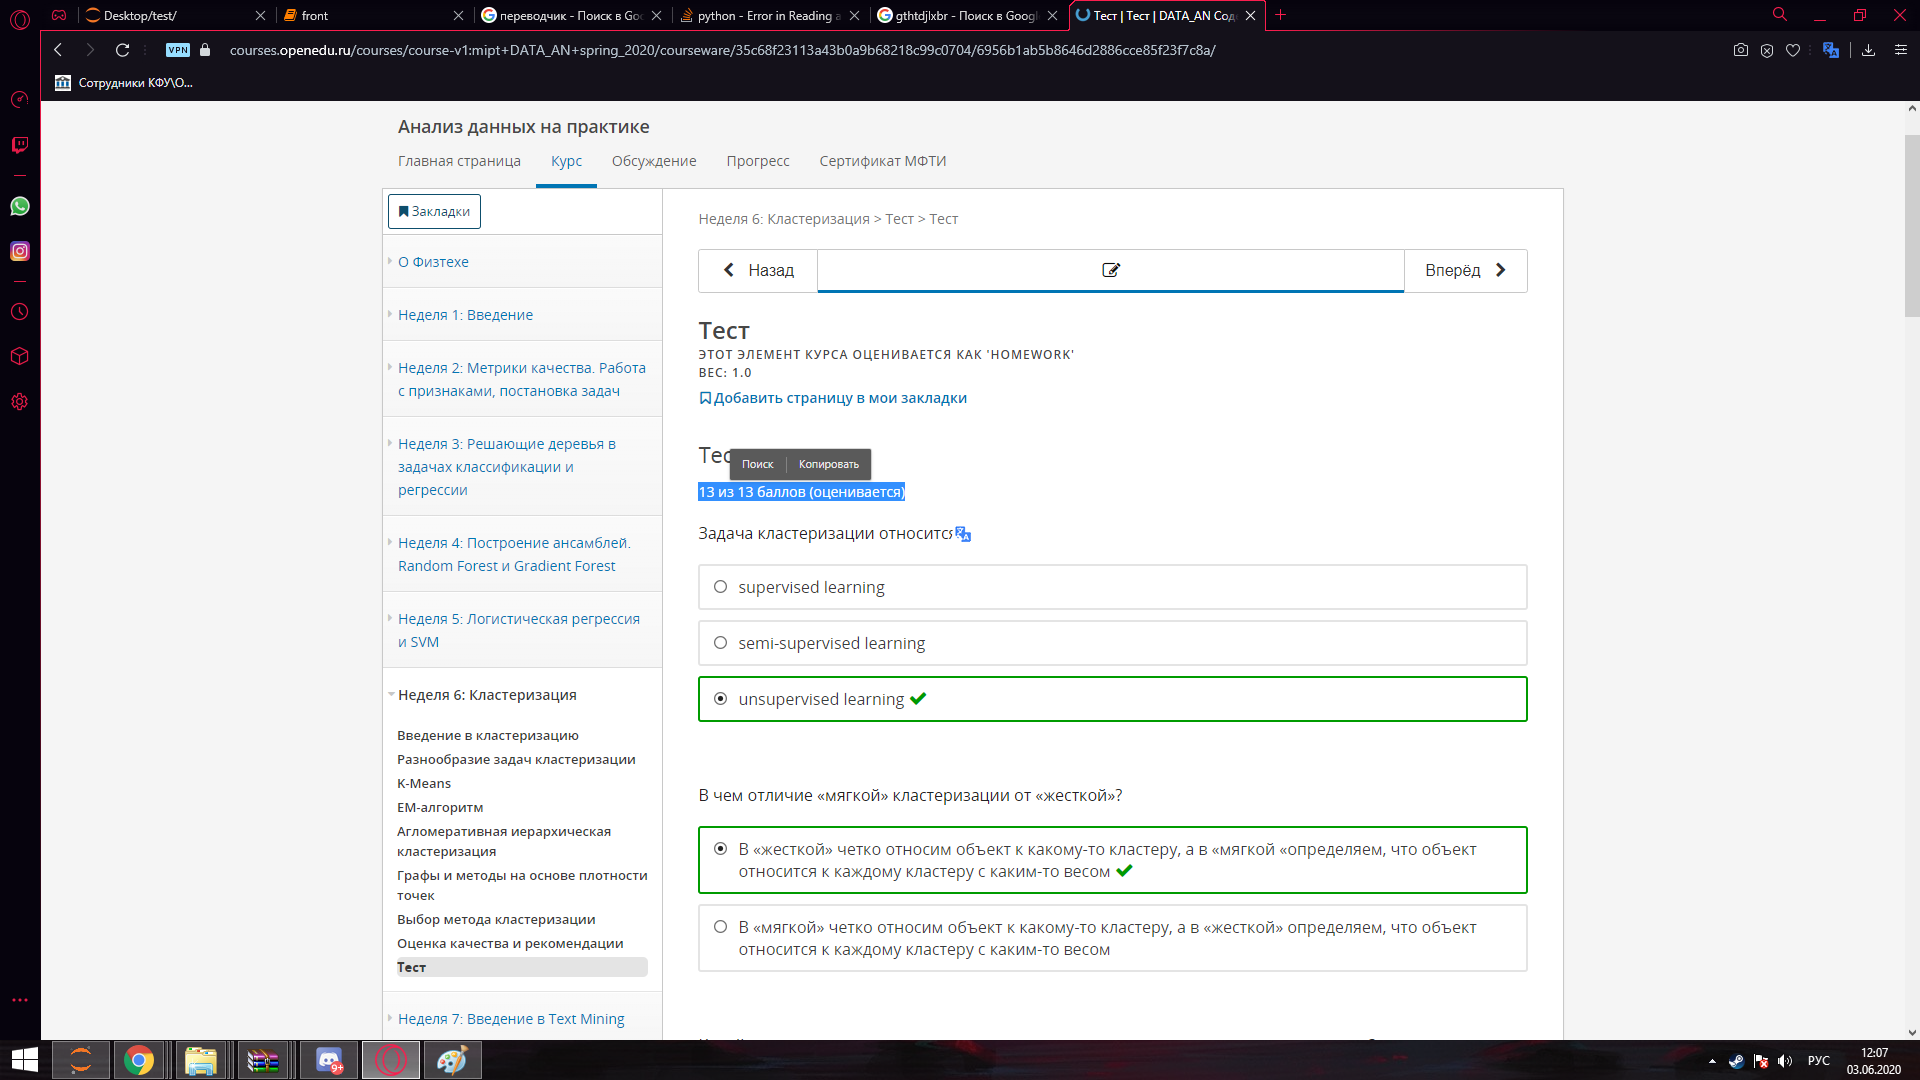 Desktop/test/
front
переводчик - Поиск в Goo
python - Error in Reading a
gthtdjlxbr - Поиск в Google
Тест | Тест | DATA_AN Сод
VPN
courses.openedu.ru/courses/course-v1:mipt+DATA_AN+spring_2020/courseware/35c68f23113a43b0a9b68218c99c0704/6956b1ab5b8646d2886cce85f23f7c8a/
Сотрудники КФУ\О...
Анализ данных на практике
Главная страница
Курс
Обсуждение
Прогресс
Сертификат МФТИ
Закладки
О Физтехе
Неделя 1: Введение
Неделя 2: Метрики качества. Работа
с признаками, постановка задач
Неделя 3: Решающие деревья в
задачах классификации и
регрессии
Неделя 4: Построение ансамблей.
Random Forest и Gradient Forest
Неделя 5: Логистическая регрессия
и SVM
Неделя 6: Кластеризация
Введение в кластеризацию
Разнообразие задач кластеризации
K-Means
EM-алгоритм
Агломеративная иерархическая
кластеризация
Графы и методы на основе плотности
точек
Выбор метода кластеризации
Оценка качества и рекомендации
Тест
Неделя 7: Введение в Text Mining
Неделя 6: Кластеризация > Тест > Тест
Назад
Вперёд
Тест
ЭТОТ ЭЛЕМЕНТ КУРСА ОЦЕНИВАЕТСЯ КАК 'HOMEWORK'
ВЕС: 1.0
Добавить страницу в мои закладки
Тес
Поиск
Копировать
13 из 13 баллов (оценивается)
Задача кластеризации относится
supervised learning
semi-supervised learning
unsupervised learning
В чем отличие «мягкой» кластеризации от «жесткой»?
В «жесткой» четко относим объект к какому-то кластеру, а в «мягкой «определяем, что объект
относится к каждому кластеру с каким-то весом
В «мягкой» четко относим объект к какому-то кластеру, а в «жесткой» определяем, что объект
относится к каждому кластеру с каким-то весом
9+
РУС
12:07
03.06.2020